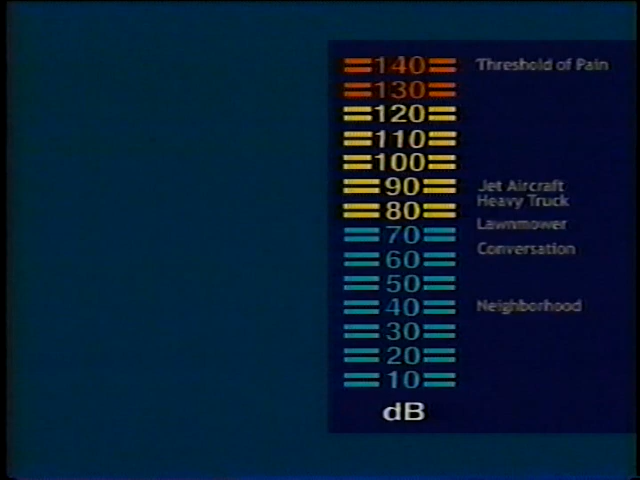 140 Threshold of Pain
130
120
110
100
90 Jet Aircraft
Heavy Truck
80
Lawnmower
70
60 Conversation
50
40 Neighborhood
30
20
10
dB